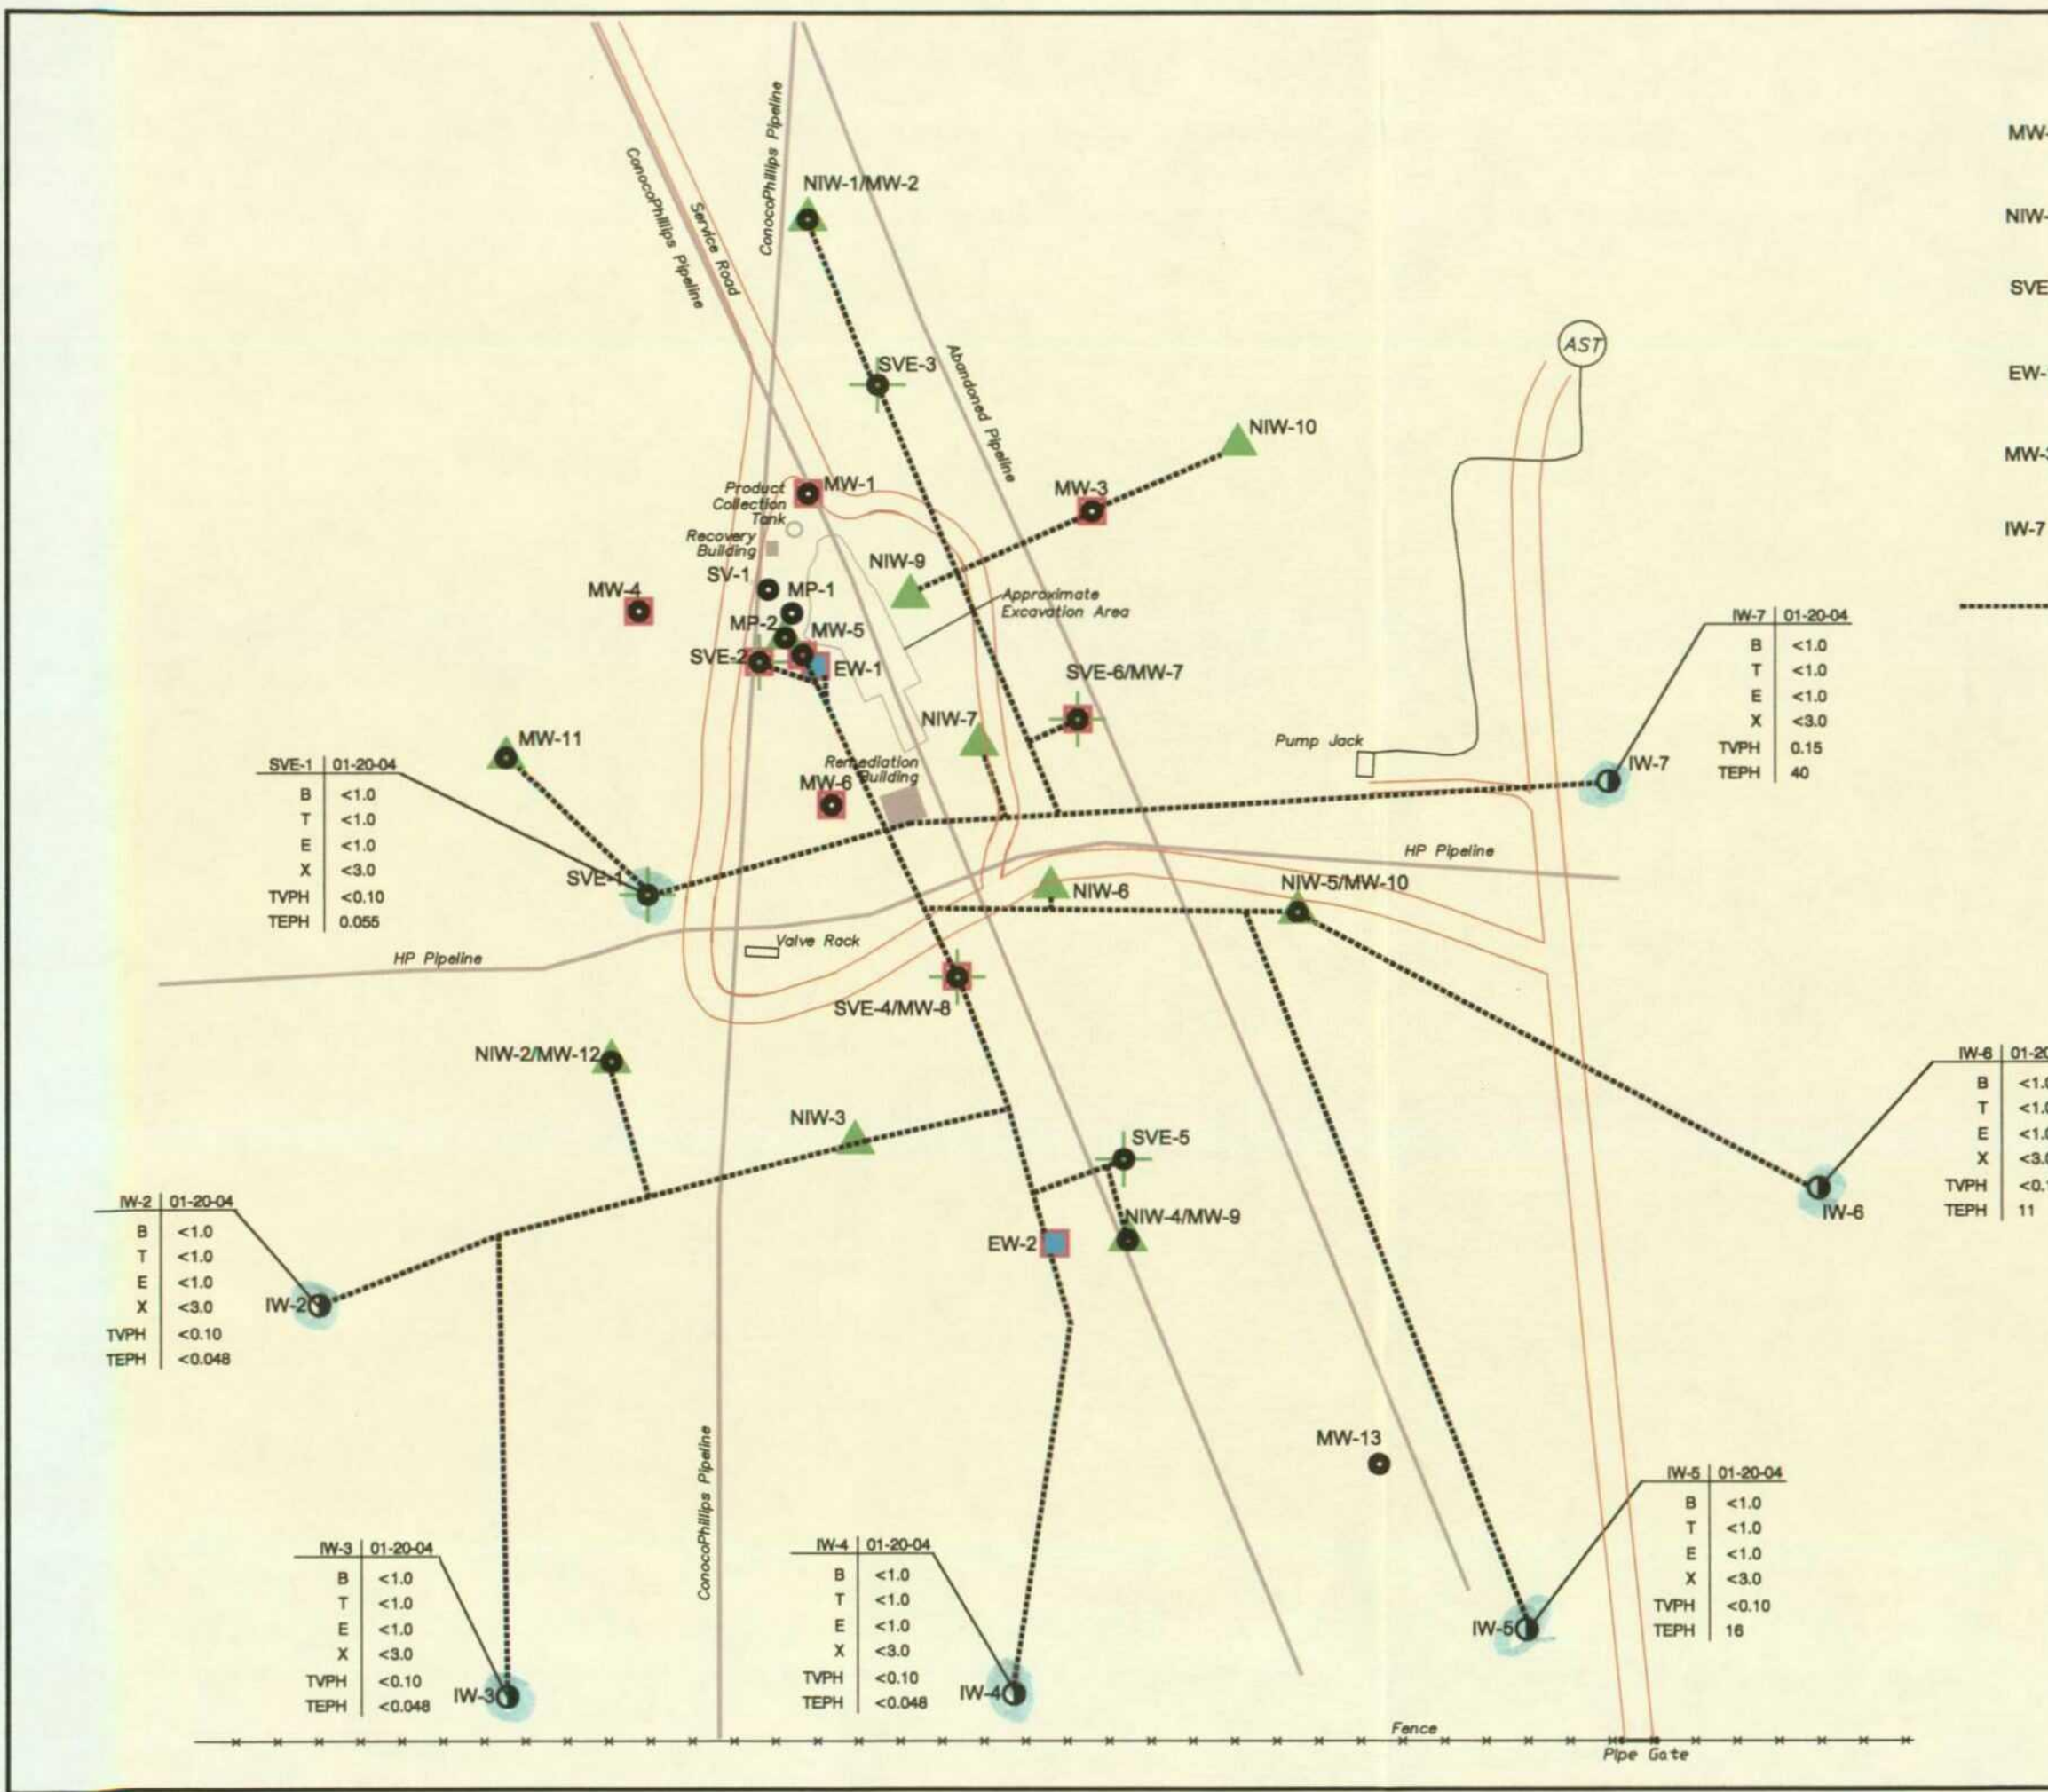 ConocoPhillips Pipeline
ConocoPhillips Pipeline
Service Road
MW-
NIW-1/MW-2
NIW-
SVE
SVE-3
AST
Abandoned Pipeline
EW-
NIW-10
MW-3
MW-
MW-1
Product
Collection
Tank
IW-7
Recovery
Building
NIW-9
SV-1
MP-1
MW-4
Approximate
Excavation Area
MP-2
MW-5
SVE-2
EW-1
SVE-6/MW-7
IW-7 01-20-04
B <1.0
T <1.0
E <1.0
X <3.0
TVPH 0.15
TEPH 40
NIW-7
MW-11
Pump Jack
IW-7
Remediation
Building
MW-6
SVE-1 01-20-04
B <1.0
T <1.0
E <1.0
X <3.0
TVPH <0.10
TEPH 0.055
SVE-1
HP Pipeline
NIW-6
NIW-5/MW-10
Valve Rack
HP Pipeline
SVE-4/MW-8
NIW-2/MW-12
NIW-3
SVE-5
IW-6 01-20
B <1.0
T <1.0
E <1.0
X <3.0
TVPH <0.
TEPH 11
IW-6
NIW-4/MW-9
EW-2
IW-2 01-20-04
B <1.0
T <1.0
E <1.0
X <3.0
TVPH <0.10
TEPH <0.048
IW-2
ConocoPhillips Pipeline
MW-13
IW-5 01-20-04
B <1.0
T <1.0
E <1.0
X <3.0
TVPH <0.10
TEPH 16
IW-5
IW-3 01-20-04
B <1.0
T <1.0
E <1.0
X <3.0
TVPH <0.10
TEPH <0.048
IW-3
IW-4 01-20-04
B <1.0
T <1.0
E <1.0
X <3.0
TVPH <0.10
TEPH <0.048
IW-4
Fence
Pipe Gate